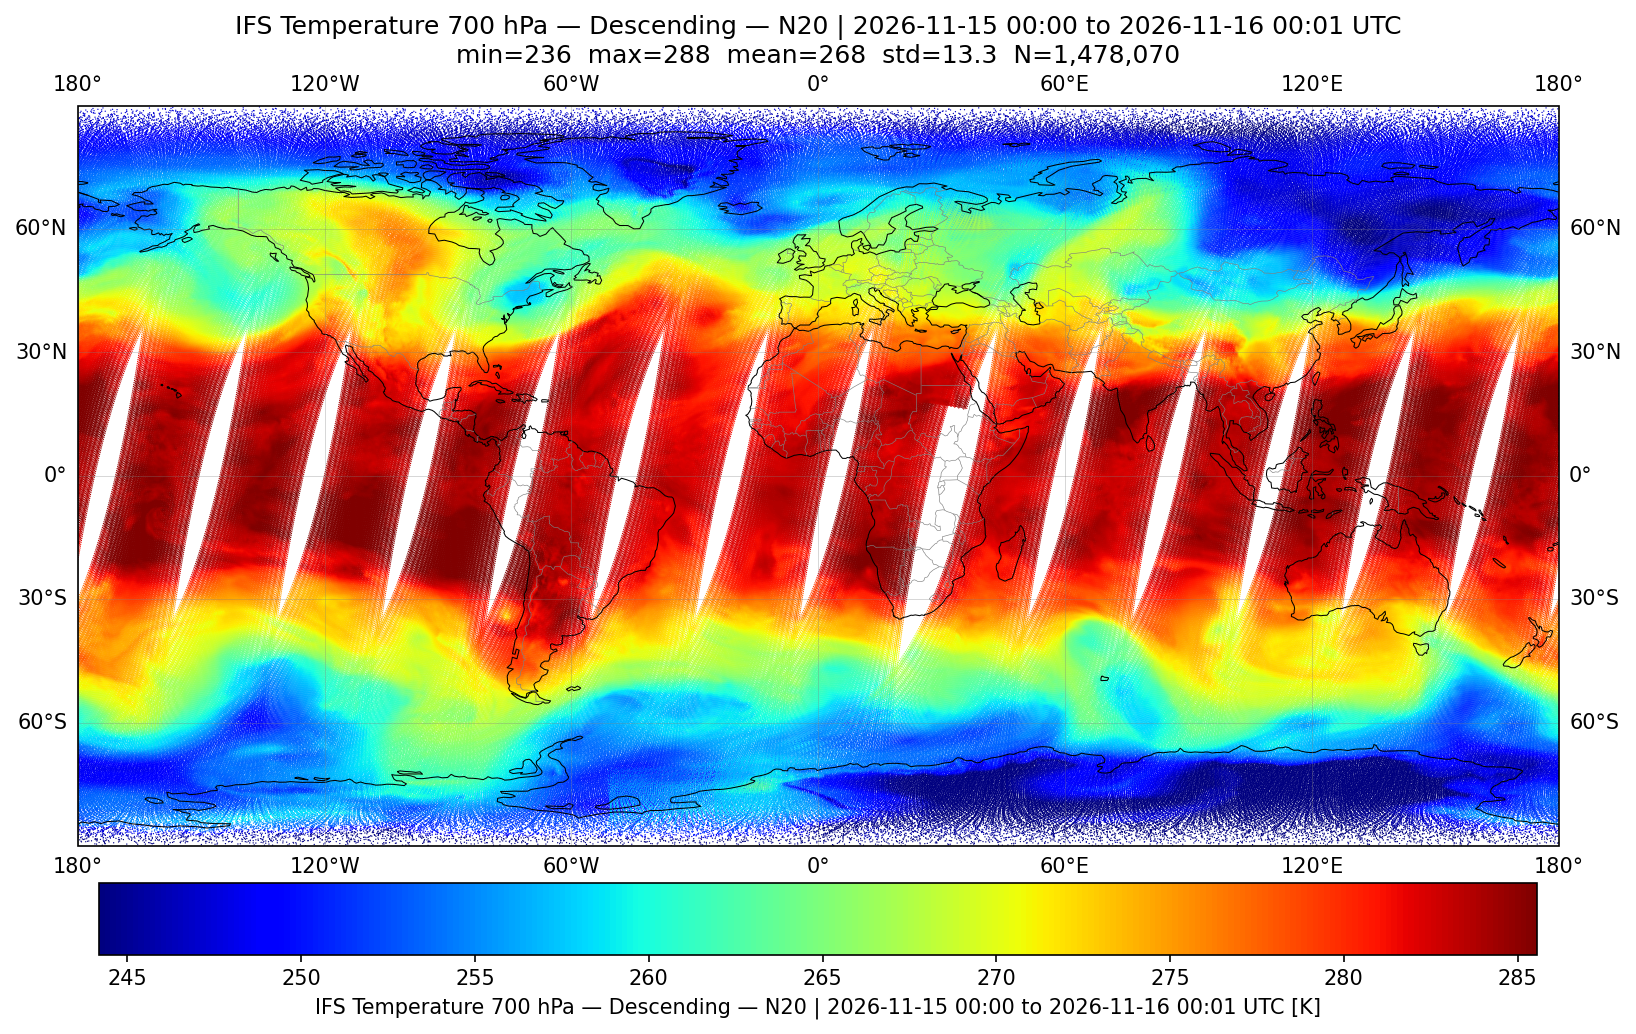 IFS Temperature 700 hPa — Descending — N20 | 2026-11-15 00:00 to 2026-11-16 00:01 UTC
min=236 max=288 mean=268 std=13.3 N=1,478,070
180° 120°W 60°W 0° 60°E 120°E 180°
60°N 60°N
30°N 30°N
0° 0°
30°S 30°S
60°S 60°S
180° 120°W 60°W 0° 60°E 120°E 180°
245 250 255 260 265 270 275 280 285
IFS Temperature 700 hPa — Descending — N20 | 2026-11-15 00:00 to 2026-11-16 00:01 UTC [K]